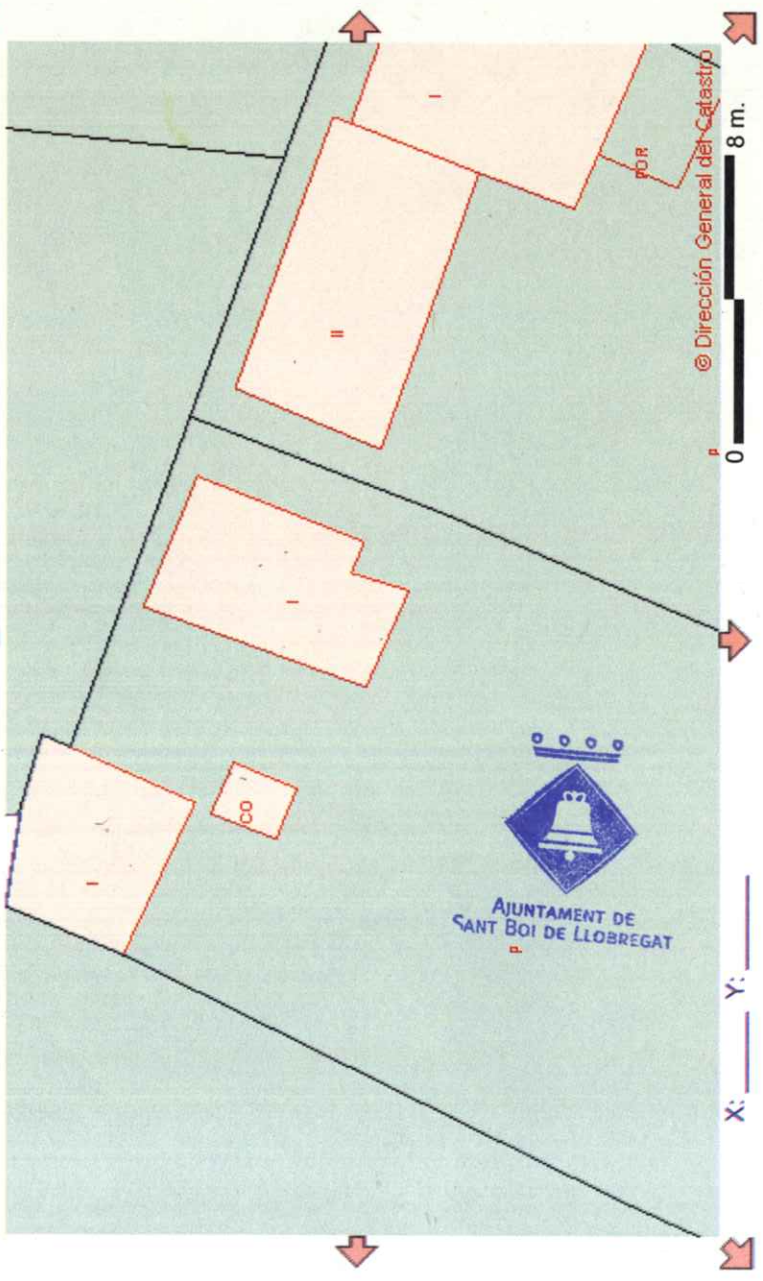 I
POR
II
I
CO
I
P
P
© Dirección General del Catastro
0 8 m.
AJUNTAMENT DE
SANT BOI DE LLOBREGAT
X: Y: